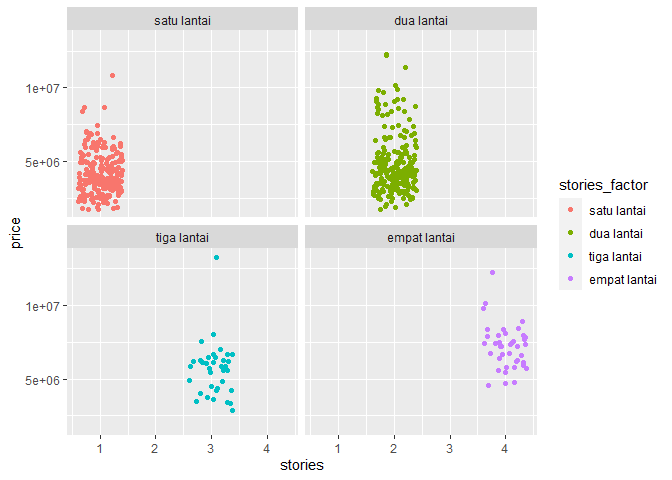 satu lantai
dua lantai
1e+07
5e+06
tiga lantai
empat lantai
1e+07
5e+06
1 2 3 4
1 2 3 4
stories
price
stories_factor
satu lantai
dua lantai
tiga lantai
empat lantai